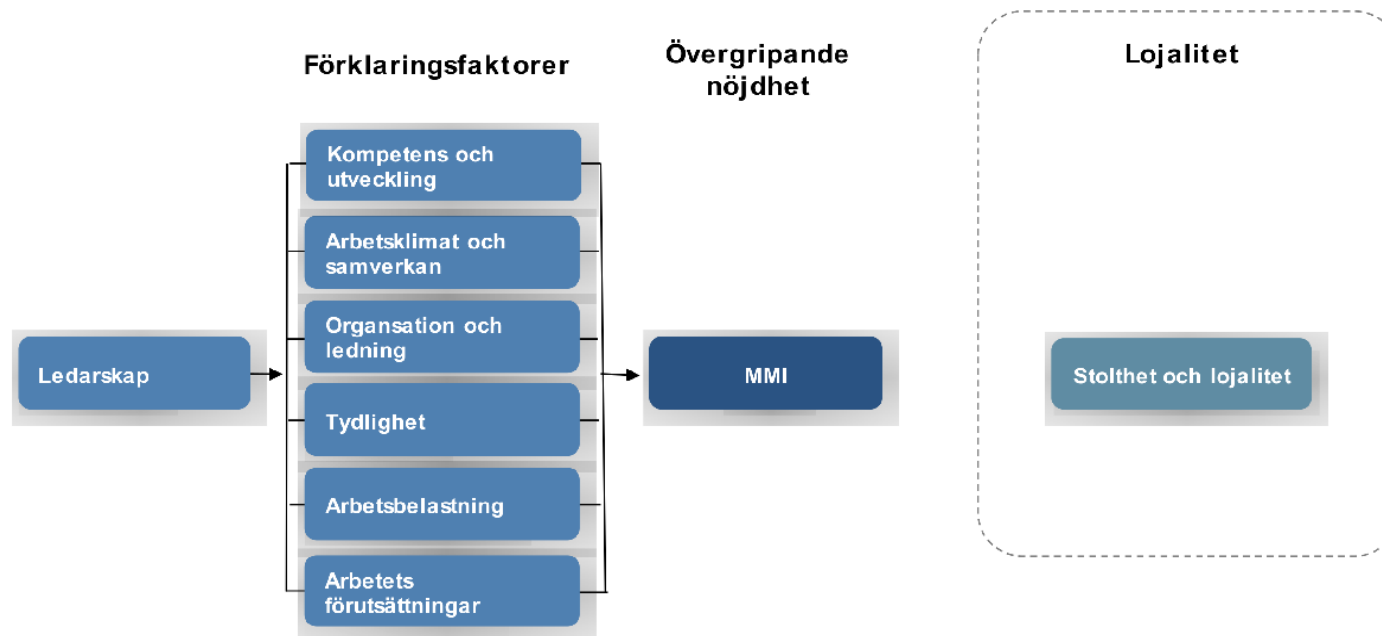 Förklaringsfaktorer
Övergripande
nöjdhet
Lojalitet
Kompetens och
utveckling
Arbetsklimat och
samverkan
Organsation och
ledning
Ledarskap
Tydlighet
Arbetsbelastning
Arbetets
förutsättningar
MMI
Stolthet och lojalitet